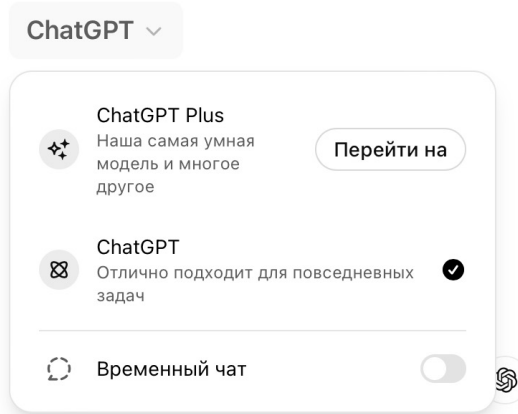 ChatGPT
ChatGPT Plus
Наша самая умная
модель и многое
другое
Перейти на
ChatGPT
Отлично подходит для повседневных
задач
Временный чат